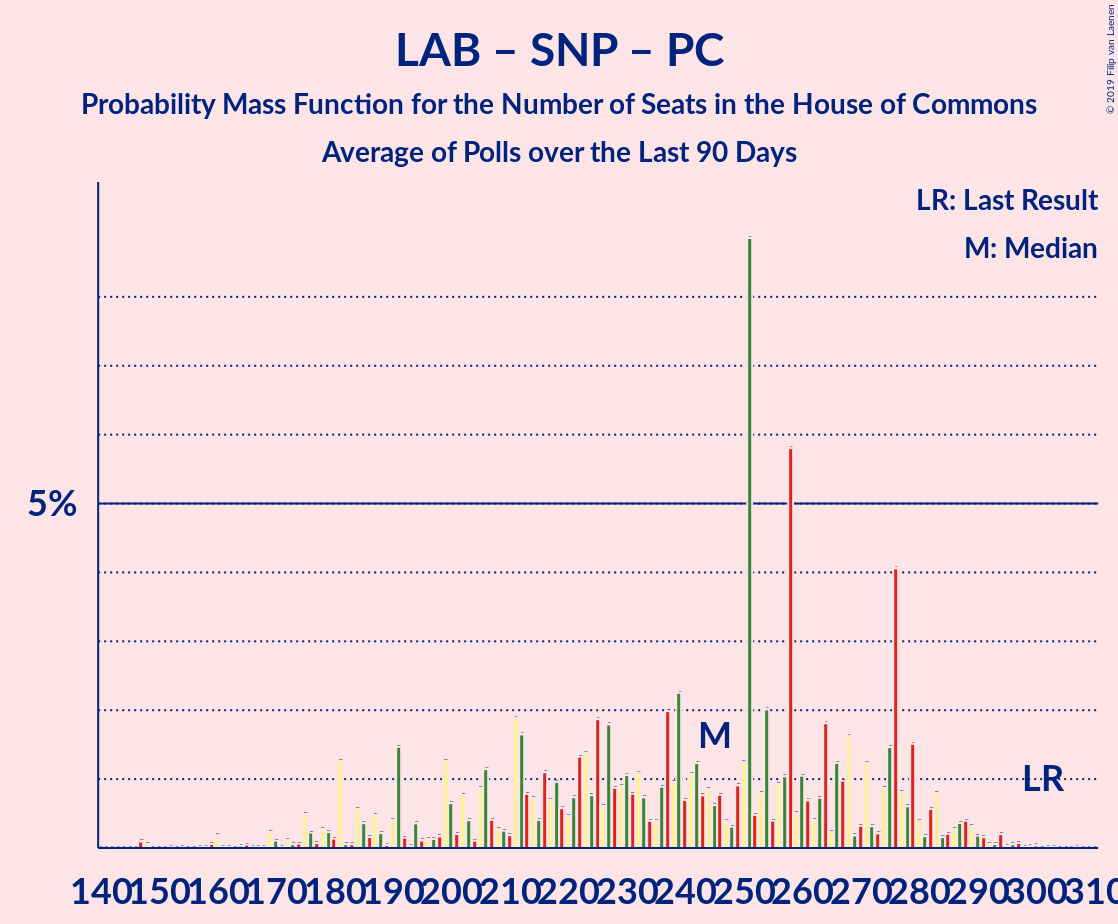 LAB – SNP – PC
Probability Mass Function for the Number of Seats in the House of Commons
Average of Polls over the Last 90 Days
© 2019 Filip van Laenen
LR: Last Result
M: Median
5%
M
LR
140 150 160 170 180 190 200 210 220 230 240 250 260 270 280 290 300 310